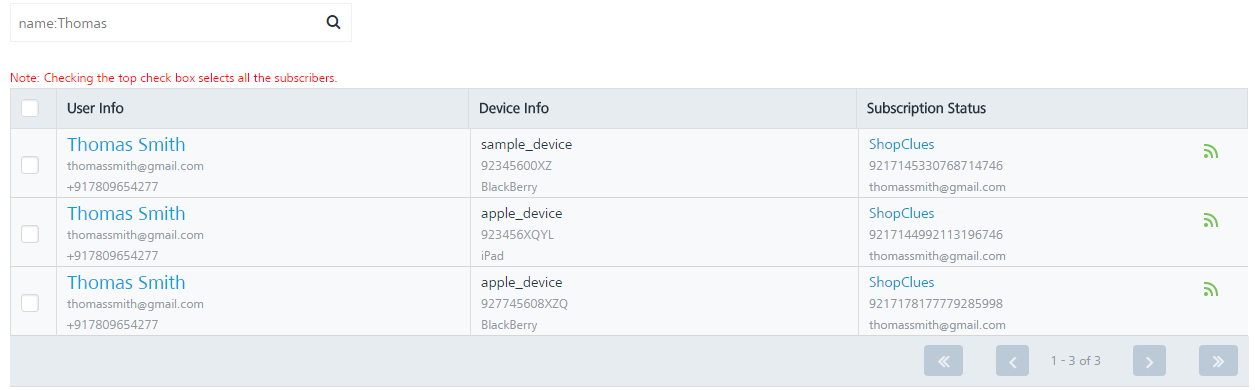 name:Thomas
Note: Checking the top check box selects all the subscribers.
User Info Device Info Subscription Status
Thomas Smith sample_device ShopClues
thomassmith@gmail.com 92345600XZ 9217145330768714746
+917809654277 BlackBerry thomassmith@gmail.com
Thomas Smith apple_device ShopClues
thomassmith@gmail.com 923456XQYL 9217144992113196746
+917809654277 iPad thomassmith@gmail.com
Thomas Smith apple_device ShopClues
thomassmith@gmail.com 927745608XZQ 9217178177779285998
+917809654277 BlackBerry thomassmith@gmail.com
1 - 3 of 3